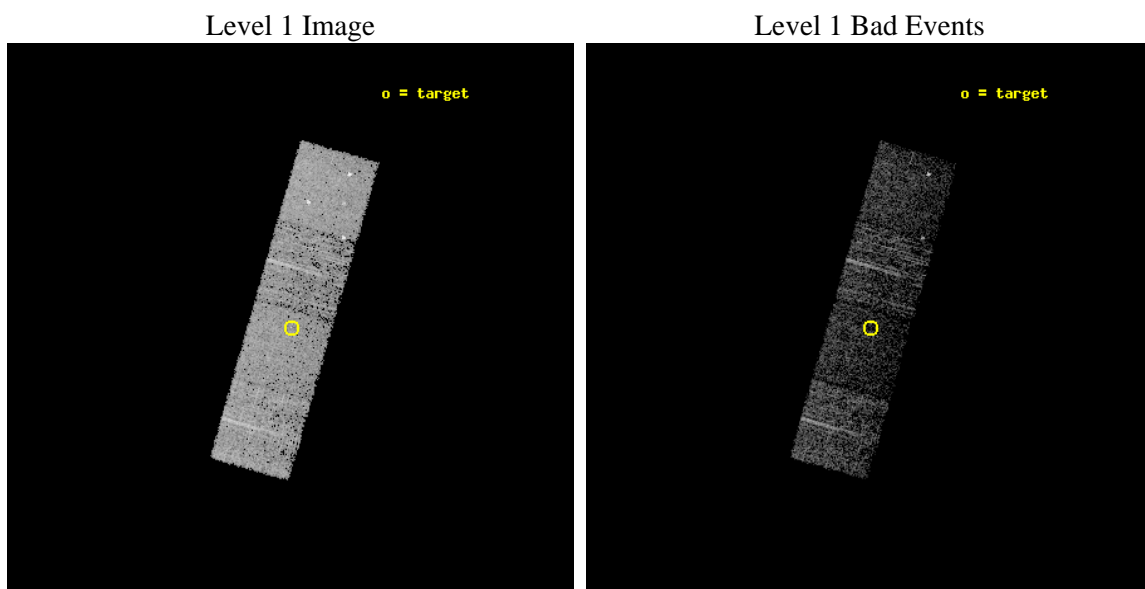 Level 1 Image
Level 1 Bad Events
o = target
o = target